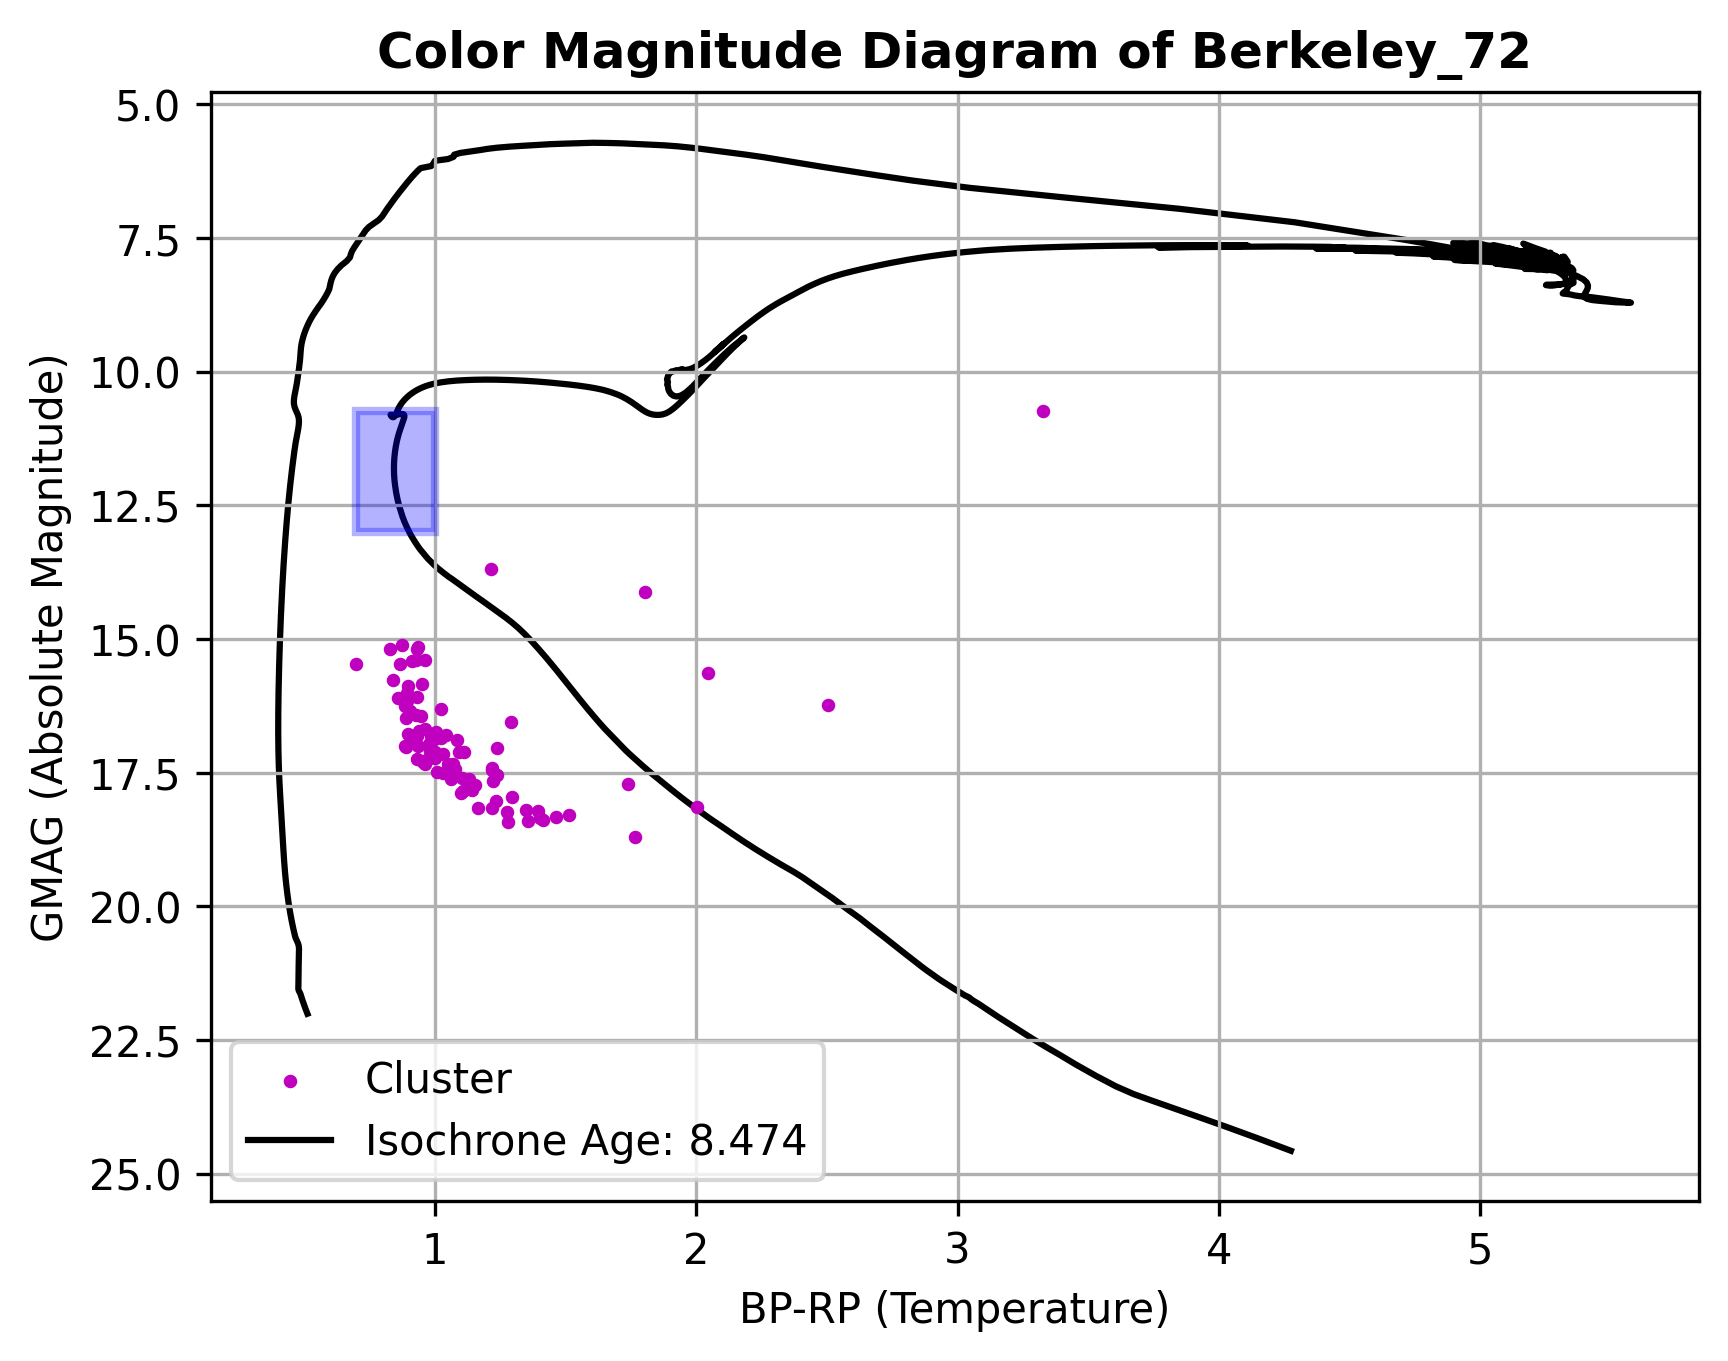 Color Magnitude Diagram of Berkeley_72
5.0
7.5
10.0
12.5
15.0
17.5
20.0
22.5
25.0
GMAG (Absolute Magnitude)
Cluster
Isochrone Age: 8.474
1 2 3 4 5
BP-RP (Temperature)